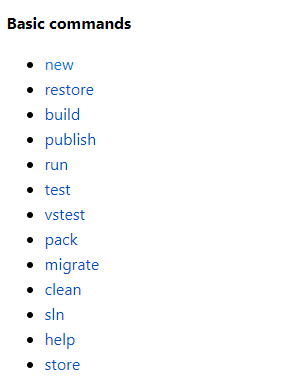 Basic commands
new
restore
build
publish
run
test
vstest
pack
migrate
clean
sln
help
store